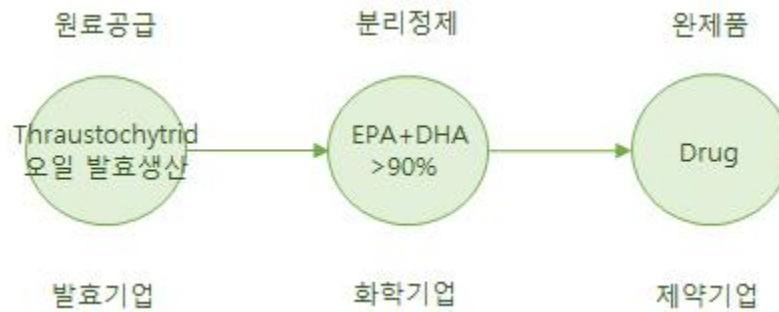 원료공급
분리정제
완제품
Thraustochytrid
오일 발효생산
EPA+DHA
>90%
Drug
발효기업
화학기업
제약기업